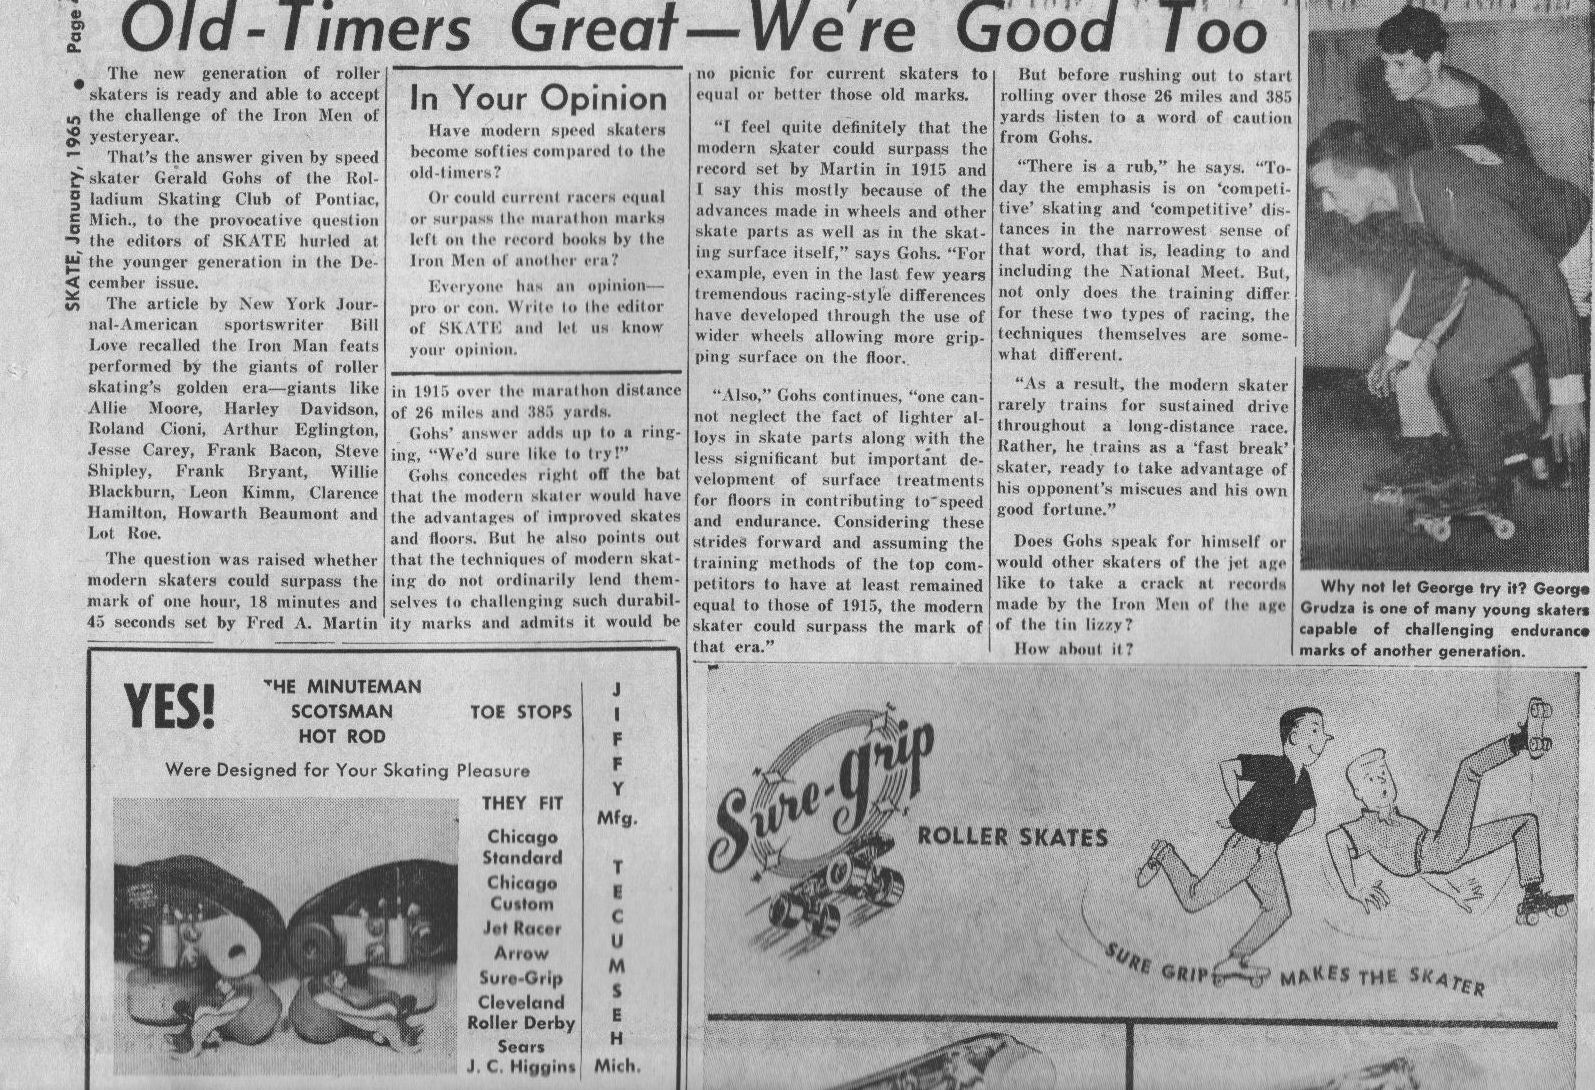 SKATE, January, 1965 • Page
Old-Timers Great—We're Good Too
The new generation of roller
skaters is ready and able to accept
the challenge of the Iron Men of
yesteryear.
That's the answer given by speed
skater Gerald Gohs of the Rol-
ladium Skating Club of Pontiac,
Mich., to the provocative question
the editors of SKATE hurled at
the younger generation in the De-
cember issue.
The article by New York Jour-
nal-American sportswriter Bill
Love recalled the Iron Man feats
performed by the giants of roller
skating's golden era—giants like
Allie Moore, Harley Davidson,
Roland Cioni, Arthur Eglington,
Jesse Carey, Frank Bacon, Steve
Shipley, Frank Bryant, Willie
Blackburn, Leon Kimm, Clarence
Hamilton, Howarth Beaumont and
Lot Roe.
The question was raised whether
modern skaters could surpass the
mark of one hour, 18 minutes and
45 seconds set by Fred A. Martin
In Your Opinion
Have modern speed skaters
become softies compared to the
old-timers?
Or could current racers equal
or surpass the marathon marks
left on the record books by the
Iron Men of another era?
Everyone has an opinion—
pro or con. Write to the editor
of SKATE and let us know
your opinion.
in 1915 over the marathon distance
of 26 miles and 385 yards.
Gohs' answer adds up to a ring-
ing, "We'd sure like to try!"
Gohs concedes right off the bat
that the modern skater would have
the advantages of improved skates
and floors. But he also points out
that the techniques of modern skat-
ing do not ordinarily lend them-
selves to challenging such durabil-
ity marks and admits it would be
no picnic for current skaters to
equal or better those old marks.
"I feel quite definitely that the
modern skater could surpass the
record set by Martin in 1915 and
I say this mostly because of the
advances made in wheels and other
skate parts as well as in the skat-
ing surface itself," says Gohs. "For
example, even in the last few years
tremendous racing-style differences
have developed through the use of
wider wheels allowing more grip-
ping surface on the floor.
"Also," Gohs continues, "one can-
not neglect the fact of lighter al-
loys in skate parts along with the
less significant but important de-
velopment of surface treatments
for floors in contributing to speed
and endurance. Considering these
strides forward and assuming the
training methods of the top com-
petitors to have at least remained
equal to those of 1915, the modern
skater could surpass the mark of
that era."
But before rushing out to start
rolling over those 26 miles and 385
yards listen to a word of caution
from Gohs.
"There is a rub," he says. "To-
day the emphasis is on 'competi-
tive' skating and 'competitive' dis-
tances in the narrowest sense of
that word, that is, leading to and
including the National Meet. But,
not only does the training differ
for these two types of racing, the
techniques themselves are some-
what different.
"As a result, the modern skater
rarely trains for sustained drive
throughout a long-distance race.
Rather, he trains as a 'fast break'
skater, ready to take advantage of
his opponent's miscues and his own
good fortune."
Does Gohs speak for himself or
would other skaters of the jet age
like to take a crack at records
made by the Iron Men of the age
of the tin lizzy?
How about it?
Why not let George try it? George
Grudza is one of many young skaters
capable of challenging endurance
marks of another generation.
YES!
THE MINUTEMAN
SCOTSMAN
HOT ROD
TOE STOPS
Were Designed for Your Skating Pleasure
THEY FIT
Chicago
Standard
Chicago
Custom
Jet Racer
Arrow
Sure-Grip
Cleveland
Roller Derby
Sears
J. C. Higgins
JIFFY
Mfg.
TECUMSEH
Mich.
Sure-Grip
ROLLER SKATES
SURE GRIP MAKES THE SKATER